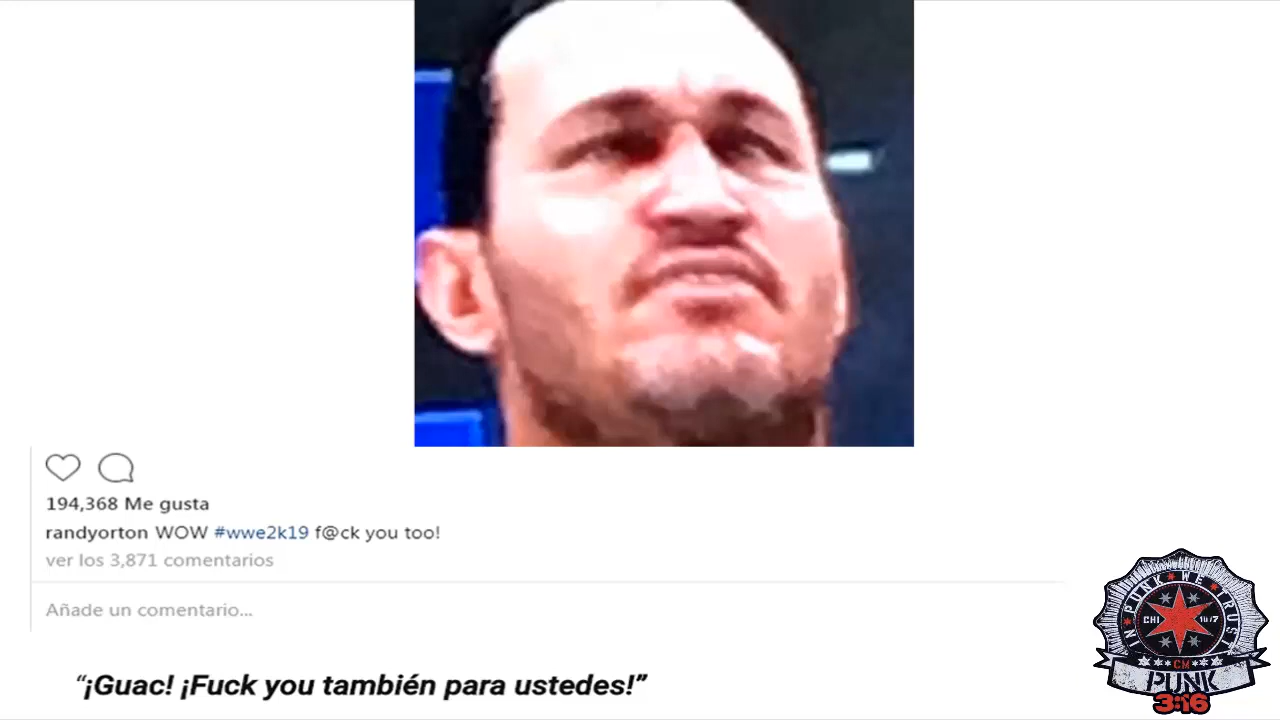 194,368 Me gusta
randyorton WOW #wwe2k19 f@ck you too!
ver los 3,871 comentarios
Añade un comentario...
“¡Guac! ¡Fuck you también para ustedes!”
IN PUNK WE TRUST
CHI
CM
PUNK
3:16